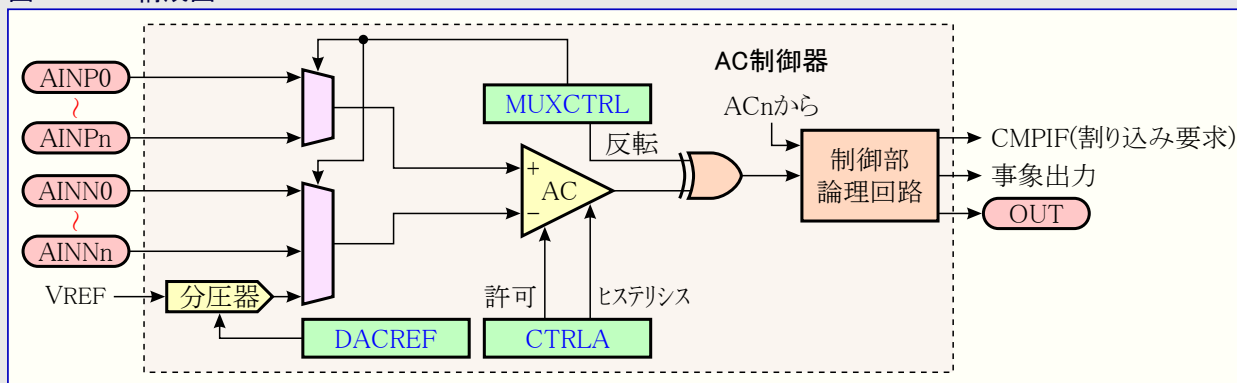 AC制御器
AINP0
～
AINPn
AINN0
～
AINNn
VREF
分圧器
DACREF
MUXCTRL
反転
+
AC
−
許可
ヒステリシス
CTRLA
ACnから
制御部
論理回路
CMPIF(割り込み要求)
事象出力
OUT